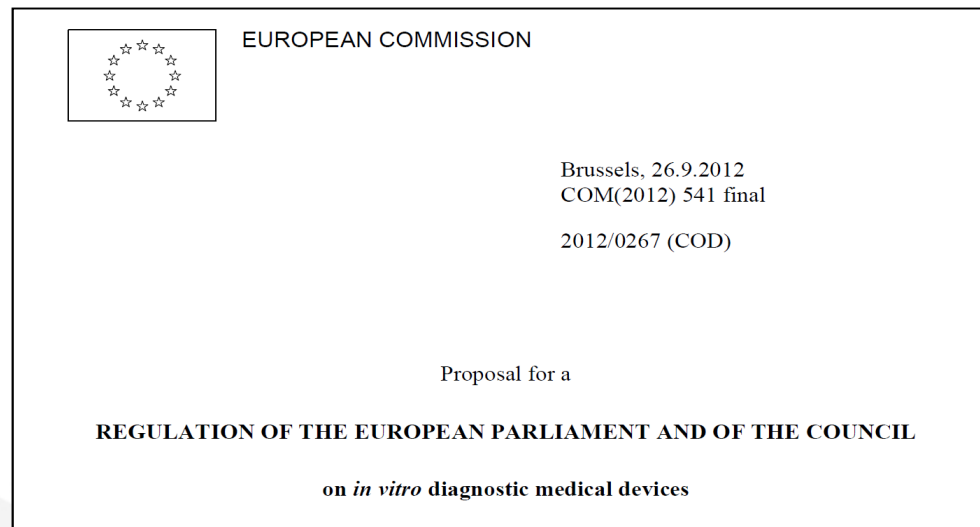 EUROPEAN COMMISSION
Brussels, 26.9.2012
COM(2012) 541 final
2012/0267 (COD)
Proposal for a
REGULATION OF THE EUROPEAN PARLIAMENT AND OF THE COUNCIL
on in vitro diagnostic medical devices